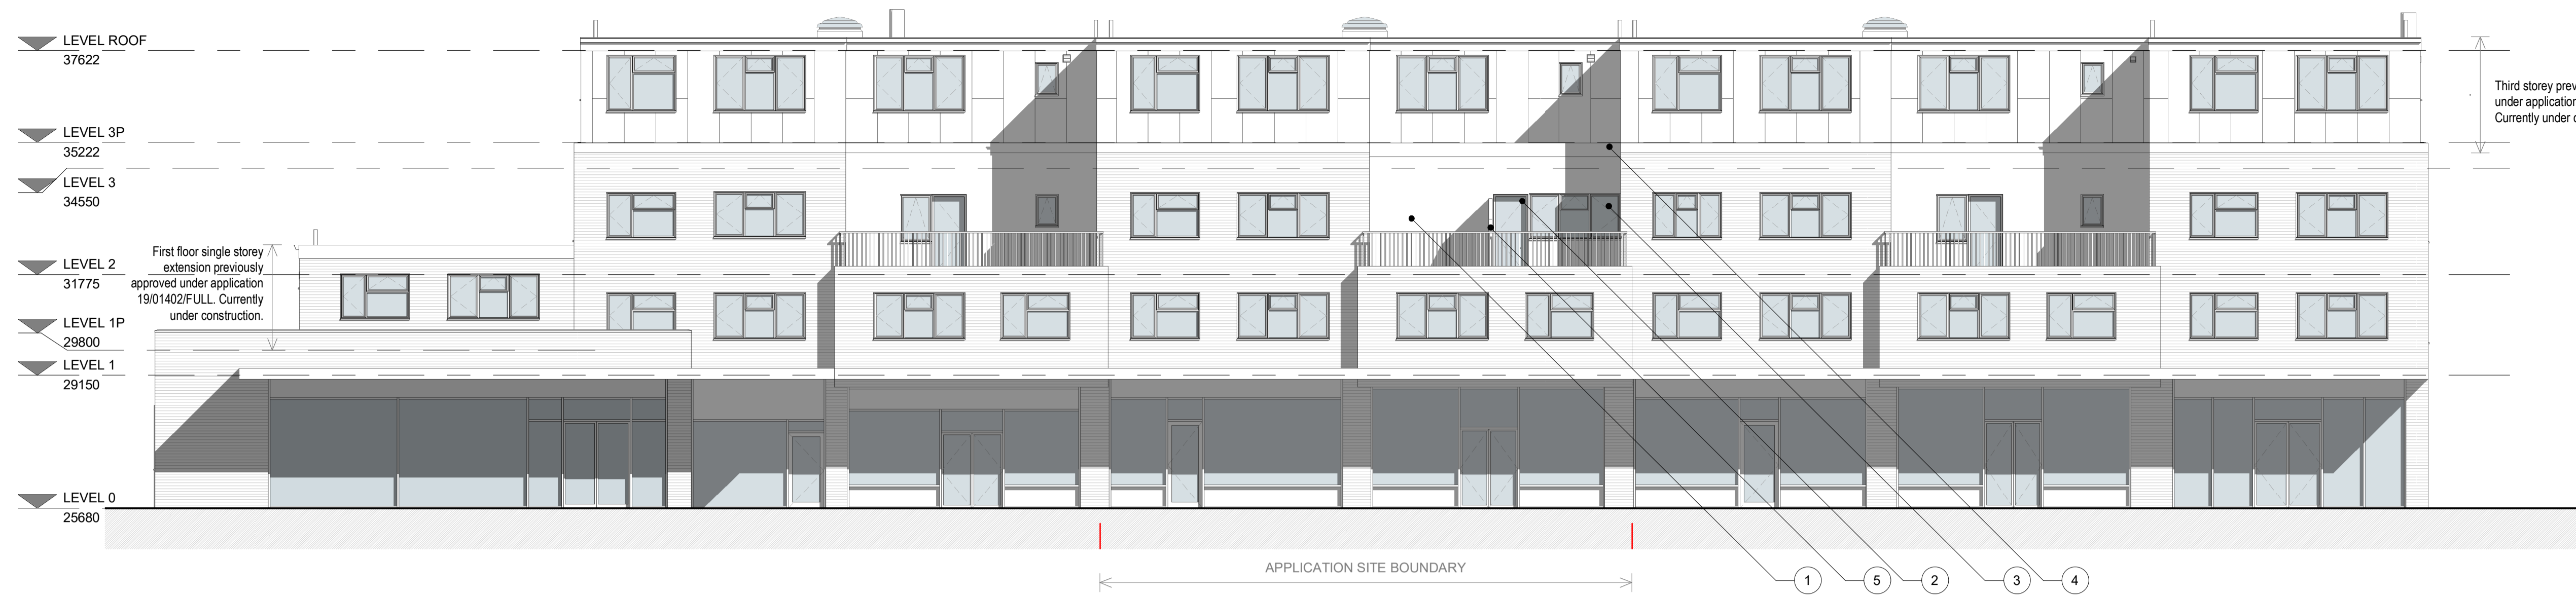 LEVEL ROOF
37622
LEVEL 3P
35222
LEVEL 3
34550
LEVEL 2
31775
LEVEL 1P
29800
LEVEL 1
29150
LEVEL 0
25680
First floor single storey
extension previously
approved under application
19/01402/FULL. Currently
under construction.
Third storey
under
Currently under
APPLICATION SITE BOUNDARY
1
5
2
3
4